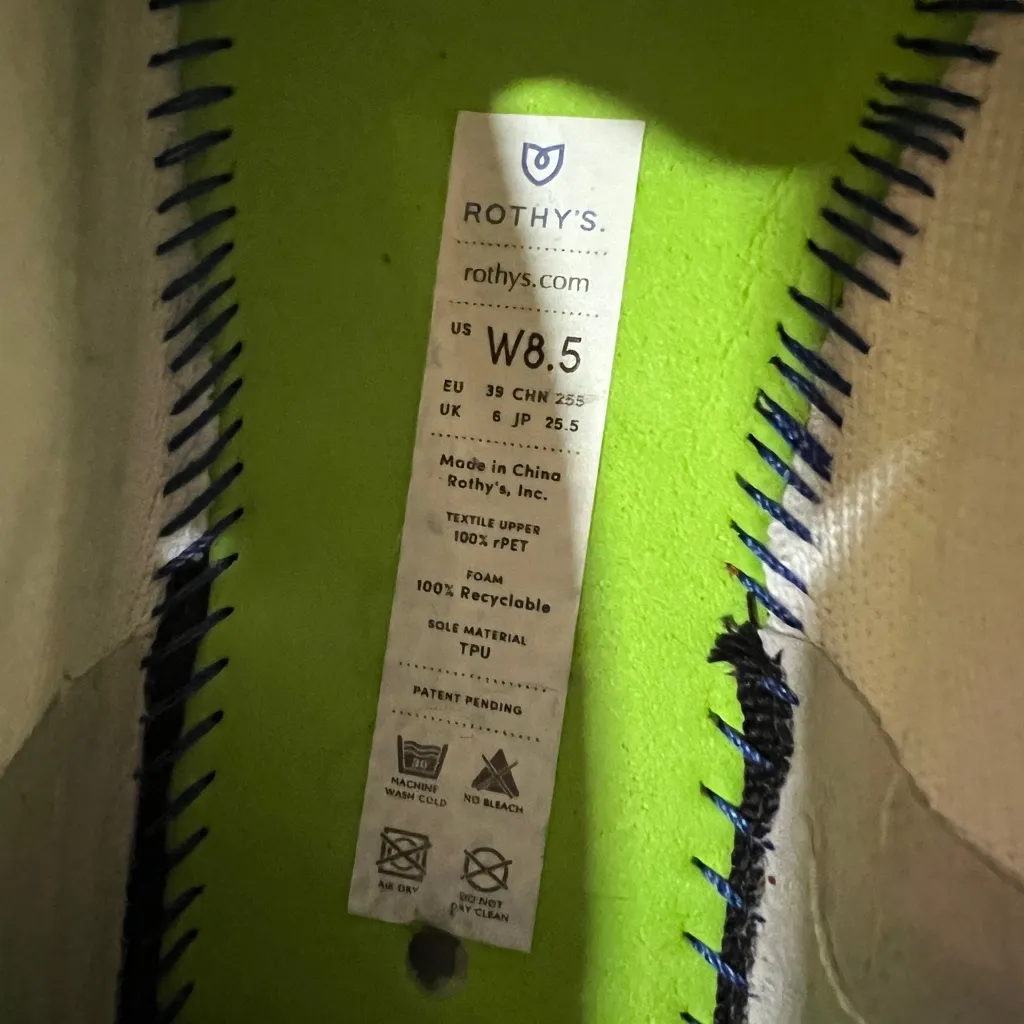 ROTHY'S.
rothys.com
US W8.5
EU 39 CHN 255
UK 6 JP 25.5
Made in China
Rothy's, Inc.
TEXTILE UPPER
100% rPET
FOAM
100% Recyclable
SOLE MATERIAL
TPU
PATENT PENDING
30
MACHINE
WASH COLD
NO BLEACH
AIR DRY
DO NOT
DRY CLEAN